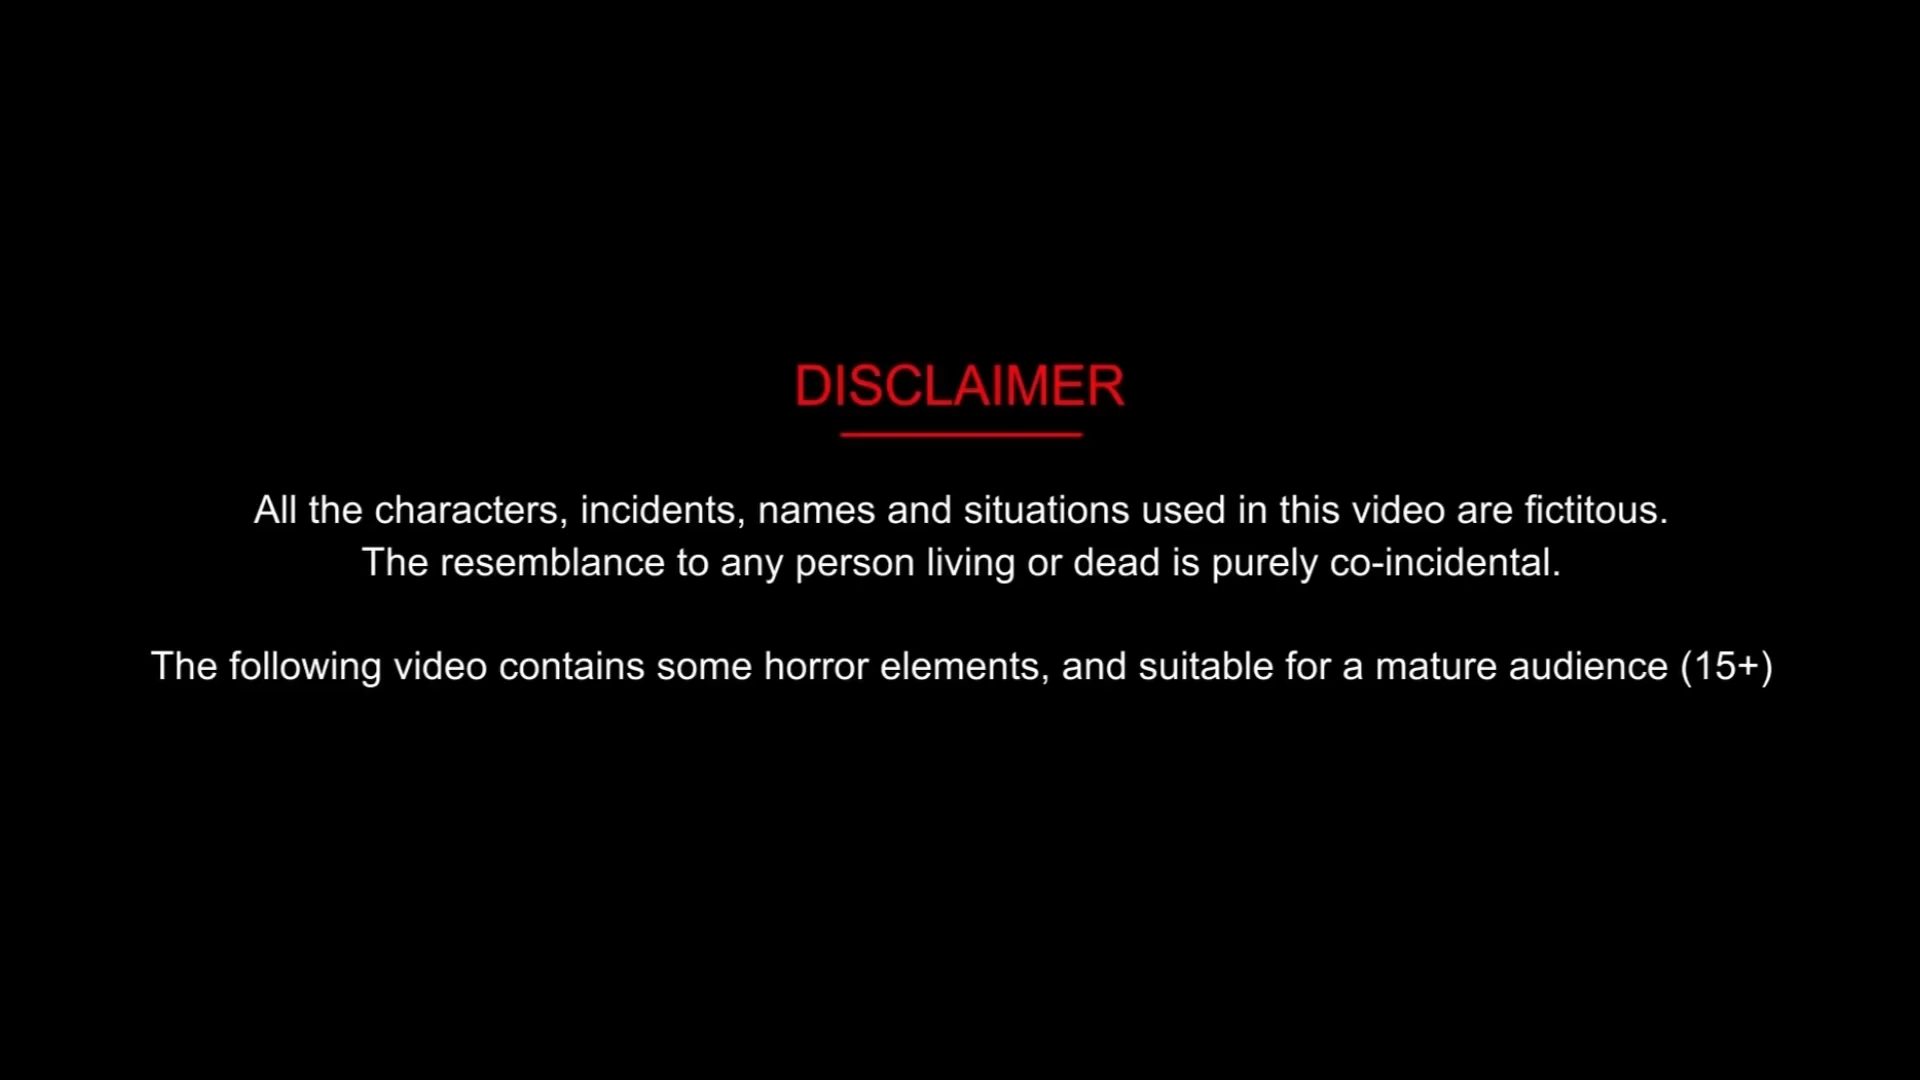 DISCLAIMER
All the characters, incidents, names and situations used in this video are fictitous.
The resemblance to any person living or dead is purely co-incidental.
The following video contains some horror elements, and suitable for a mature audience (15+)